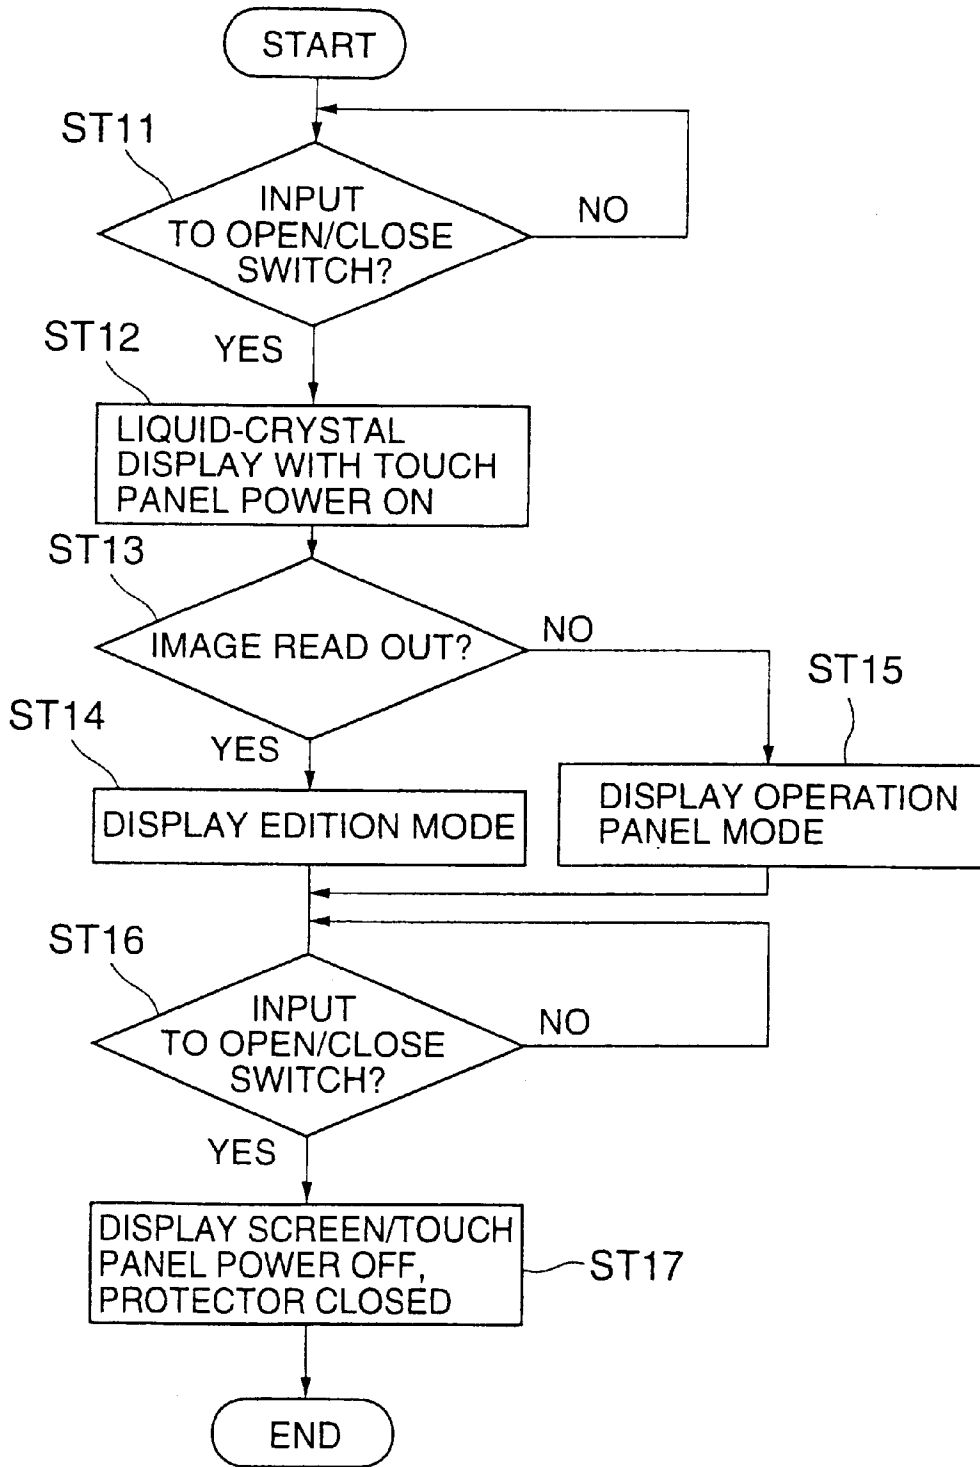 START
ST11
INPUT
TO OPEN/CLOSE
SWITCH?
NO
YES
ST12
LIQUID-CRYSTAL
DISPLAY WITH TOUCH
PANEL POWER ON
ST13
IMAGE READ OUT?
NO
ST15
ST14
YES
DISPLAY EDITION MODE
DISPLAY OPERATION
PANEL MODE
ST16
INPUT
TO OPEN/CLOSE
SWITCH?
NO
YES
DISPLAY SCREEN/TOUCH
PANEL POWER OFF,
PROTECTOR CLOSED
ST17
END